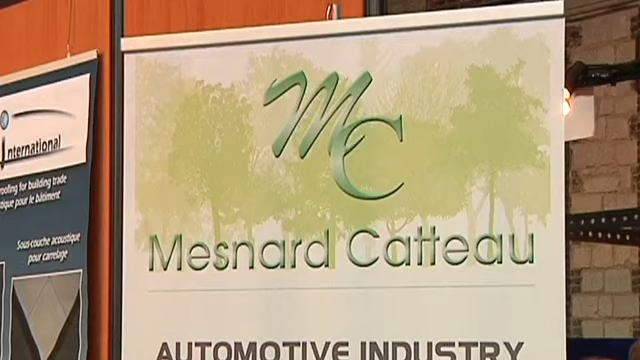 International
roofing for building trade
tique pour le bâtiment
Sous-couche acoustique
pour carrelage
MC
Mesnard Catteau
AUTOMOTIVE INDUSTRY